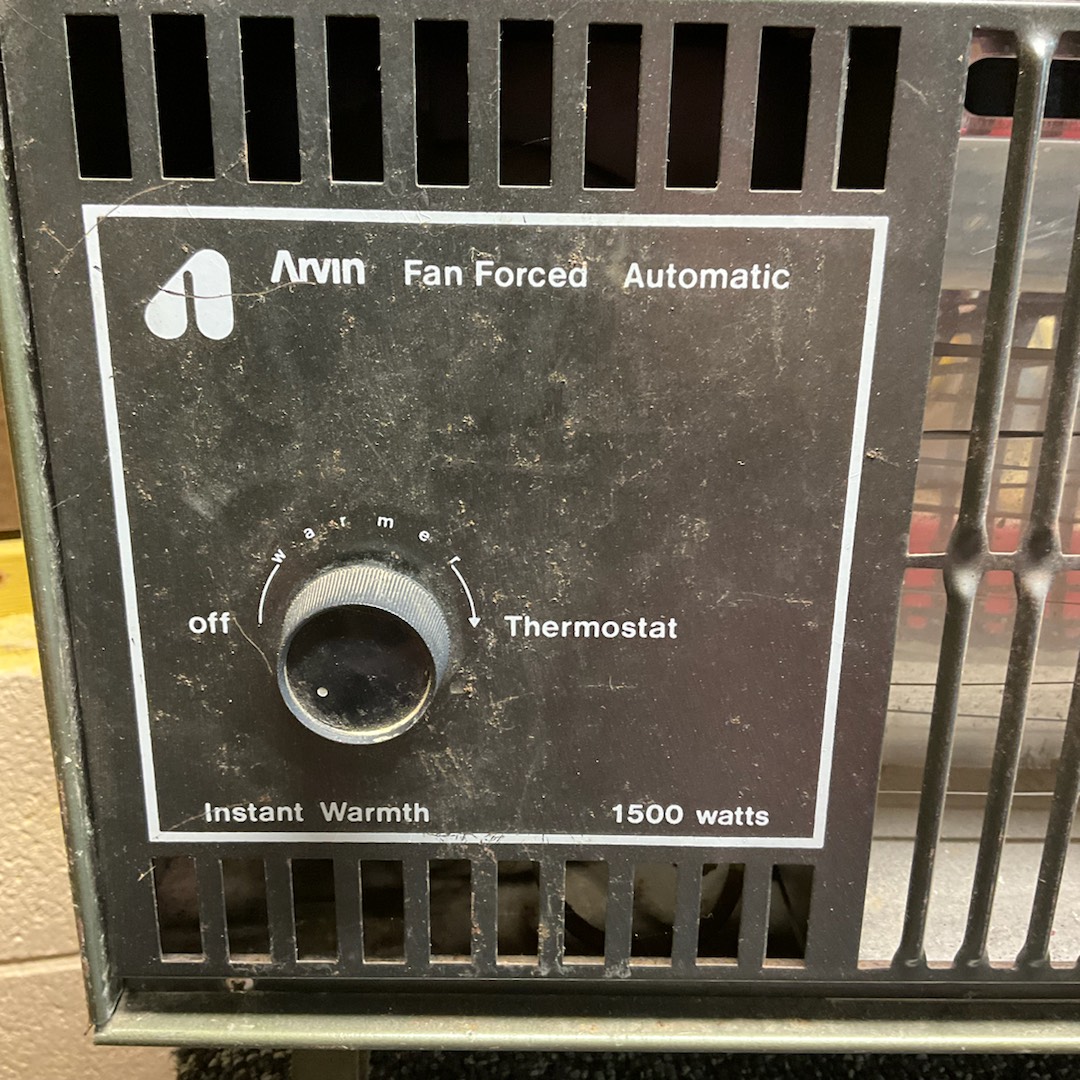 Arvin Fan Forced Automatic
warmer
off Thermostat
Instant Warmth 1500 watts